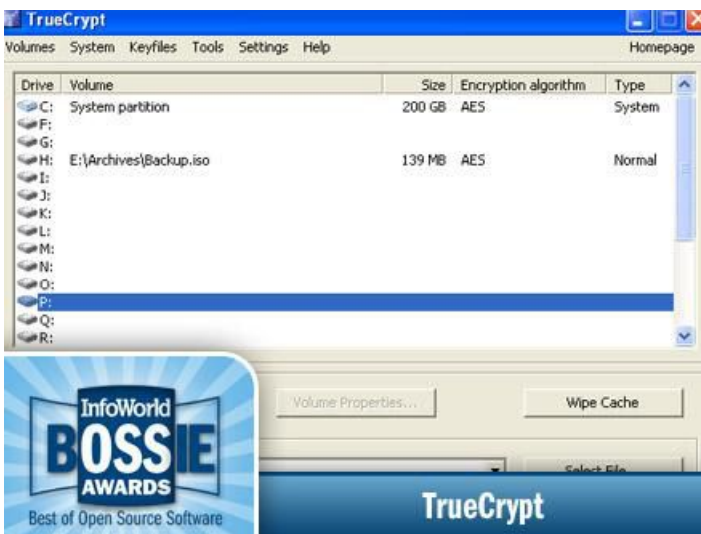 TrueCrypt
Volumes System Keyfiles Tools Settings Help Homepage
Drive Volume Size Encryption algorithm Type
C: System partition 200 GB AES System
F:
G:
H: E:\Archives\Backup.iso 139 MB AES Normal
I:
J:
K:
L:
M:
N:
O:
P:
Q:
R:
Volume Properties... Wipe Cache
Select File
InfoWorld
BOSSIE
AWARDS
Best of Open Source Software
TrueCrypt